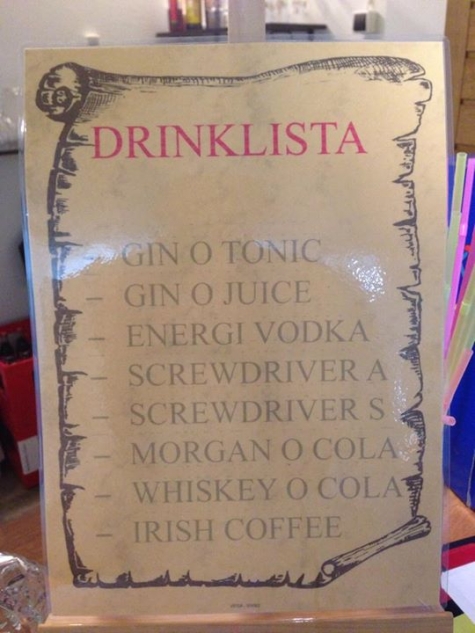 DRINKLISTA
- GIN O TONIC
- GIN O JUICE
- ENERGI VODKA
- SCREWDRIVER A
- SCREWDRIVER S
- MORGAN O COLA
- WHISKEY O COLA
- IRISH COFFEE